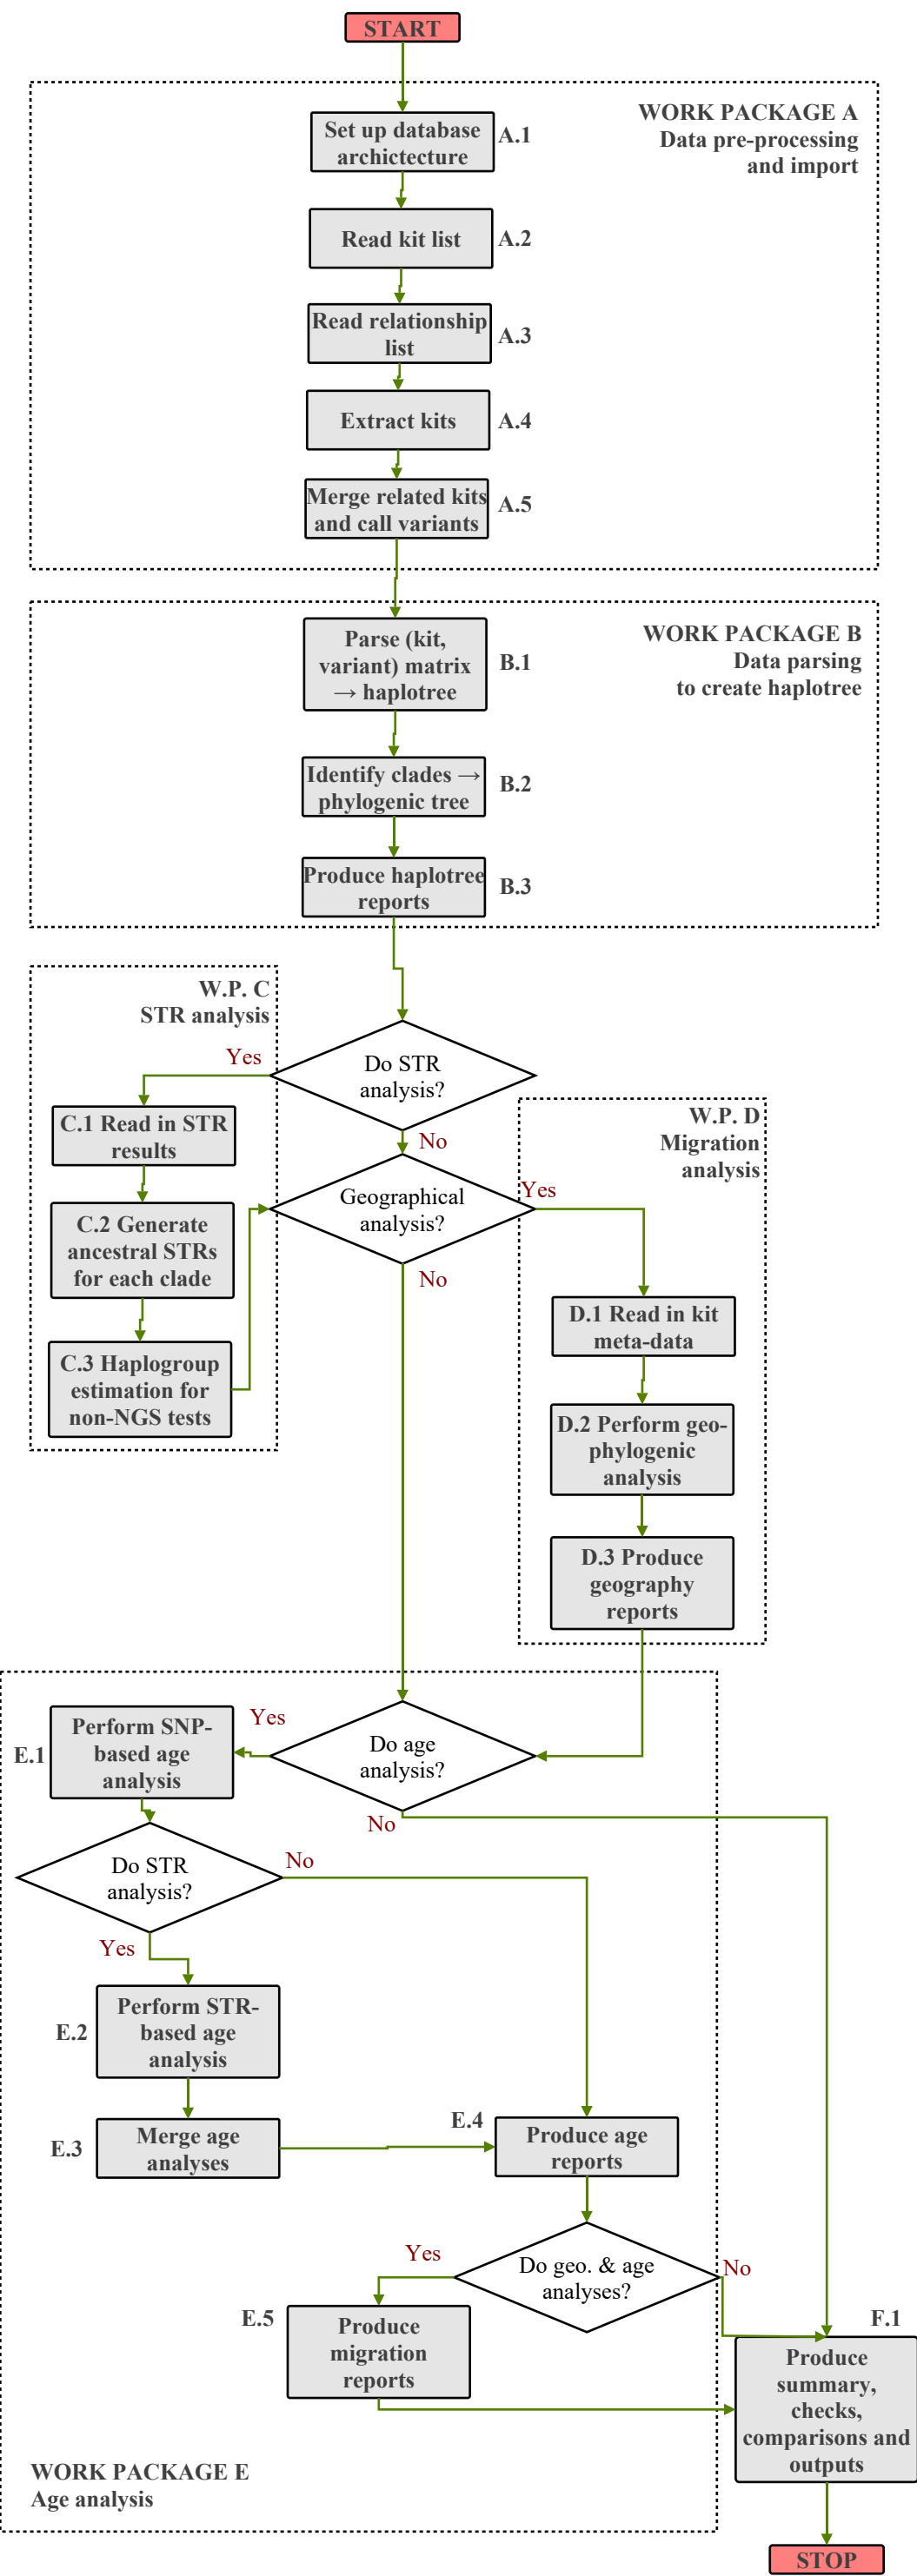 START
WORK PACKAGE A
Data pre-processing
and import
Set up database
archictecture
A.1
Read kit list
A.2
Read relationship
list
A.3
Extract kits
A.4
Merge related kits
and call variants
A.5
WORK PACKAGE B
Data parsing
to create haplotree
Parse (kit,
variant) matrix
→ haplotree
B.1
Identify clades →
phylogenic tree
B.2
Produce haplotree
reports
B.3
W.P. C
STR analysis
Do STR
analysis?
Yes
No
C.1 Read in STR
results
C.2 Generate
ancestral STRs
for each clade
C.3 Haplogroup
estimation for
non-NGS tests
Geographical
analysis?
Yes
No
W.P. D
Migration
analysis
D.1 Read in kit
meta-data
D.2 Perform geo-
phylogenic
analysis
D.3 Produce
geography
reports
Do age
analysis?
Yes
No
E.1
Perform SNP-
based age
analysis
Do STR
analysis?
No
Yes
E.2
Perform STR-
based age
analysis
E.3
Merge age
analyses
E.4
Produce age
reports
Do geo. & age
analyses?
Yes
No
E.5
Produce
migration
reports
F.1
Produce
summary,
checks,
comparisons and
outputs
WORK PACKAGE E
Age analysis
STOP